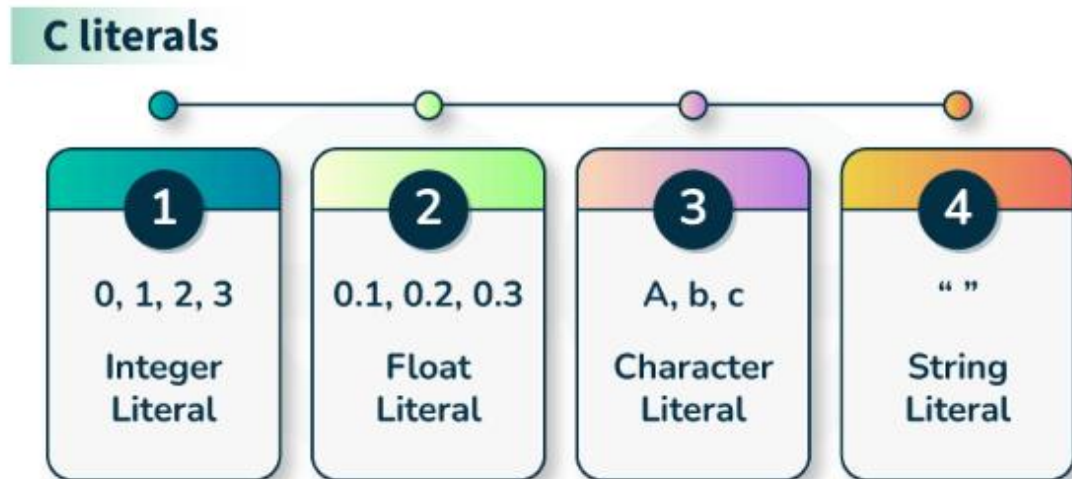 C literals
1
0, 1, 2, 3
Integer
Literal
2
0.1, 0.2, 0.3
Float
Literal
3
A, b, c
Character
Literal
4
“ ”
String
Literal